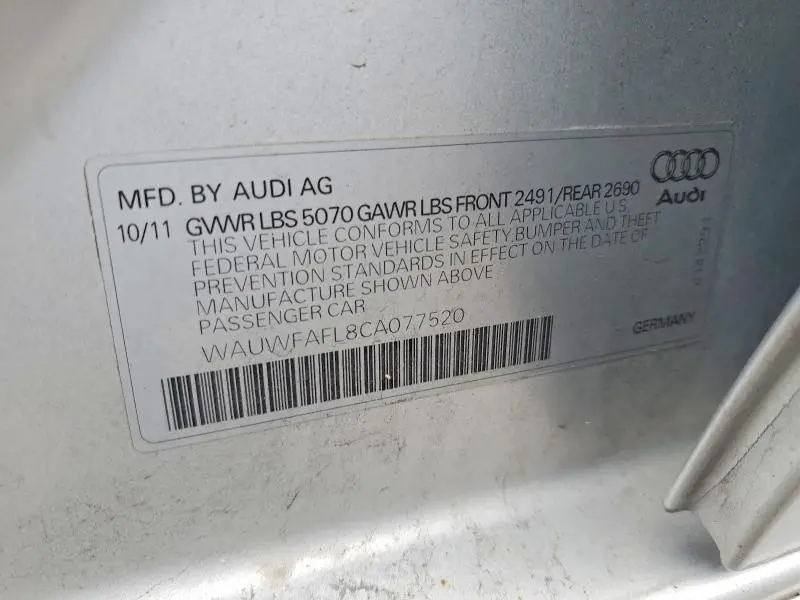 MFD. BY AUDI AG
10/11 GVWR LBS 5070 GAWR LBS FRONT 2491/REAR 2690
THIS VEHICLE CONFORMS TO ALL APPLICABLE U.S.
FEDERAL MOTOR VEHICLE SAFETY BUMPER AND THEFT
PREVENTION STANDARDS IN EFFECT ON THE DATE OF
MANUFACTURE SHOWN ABOVE
PASSENGER CAR
WAUWFAFL8CA077520
Audi
GERMANY